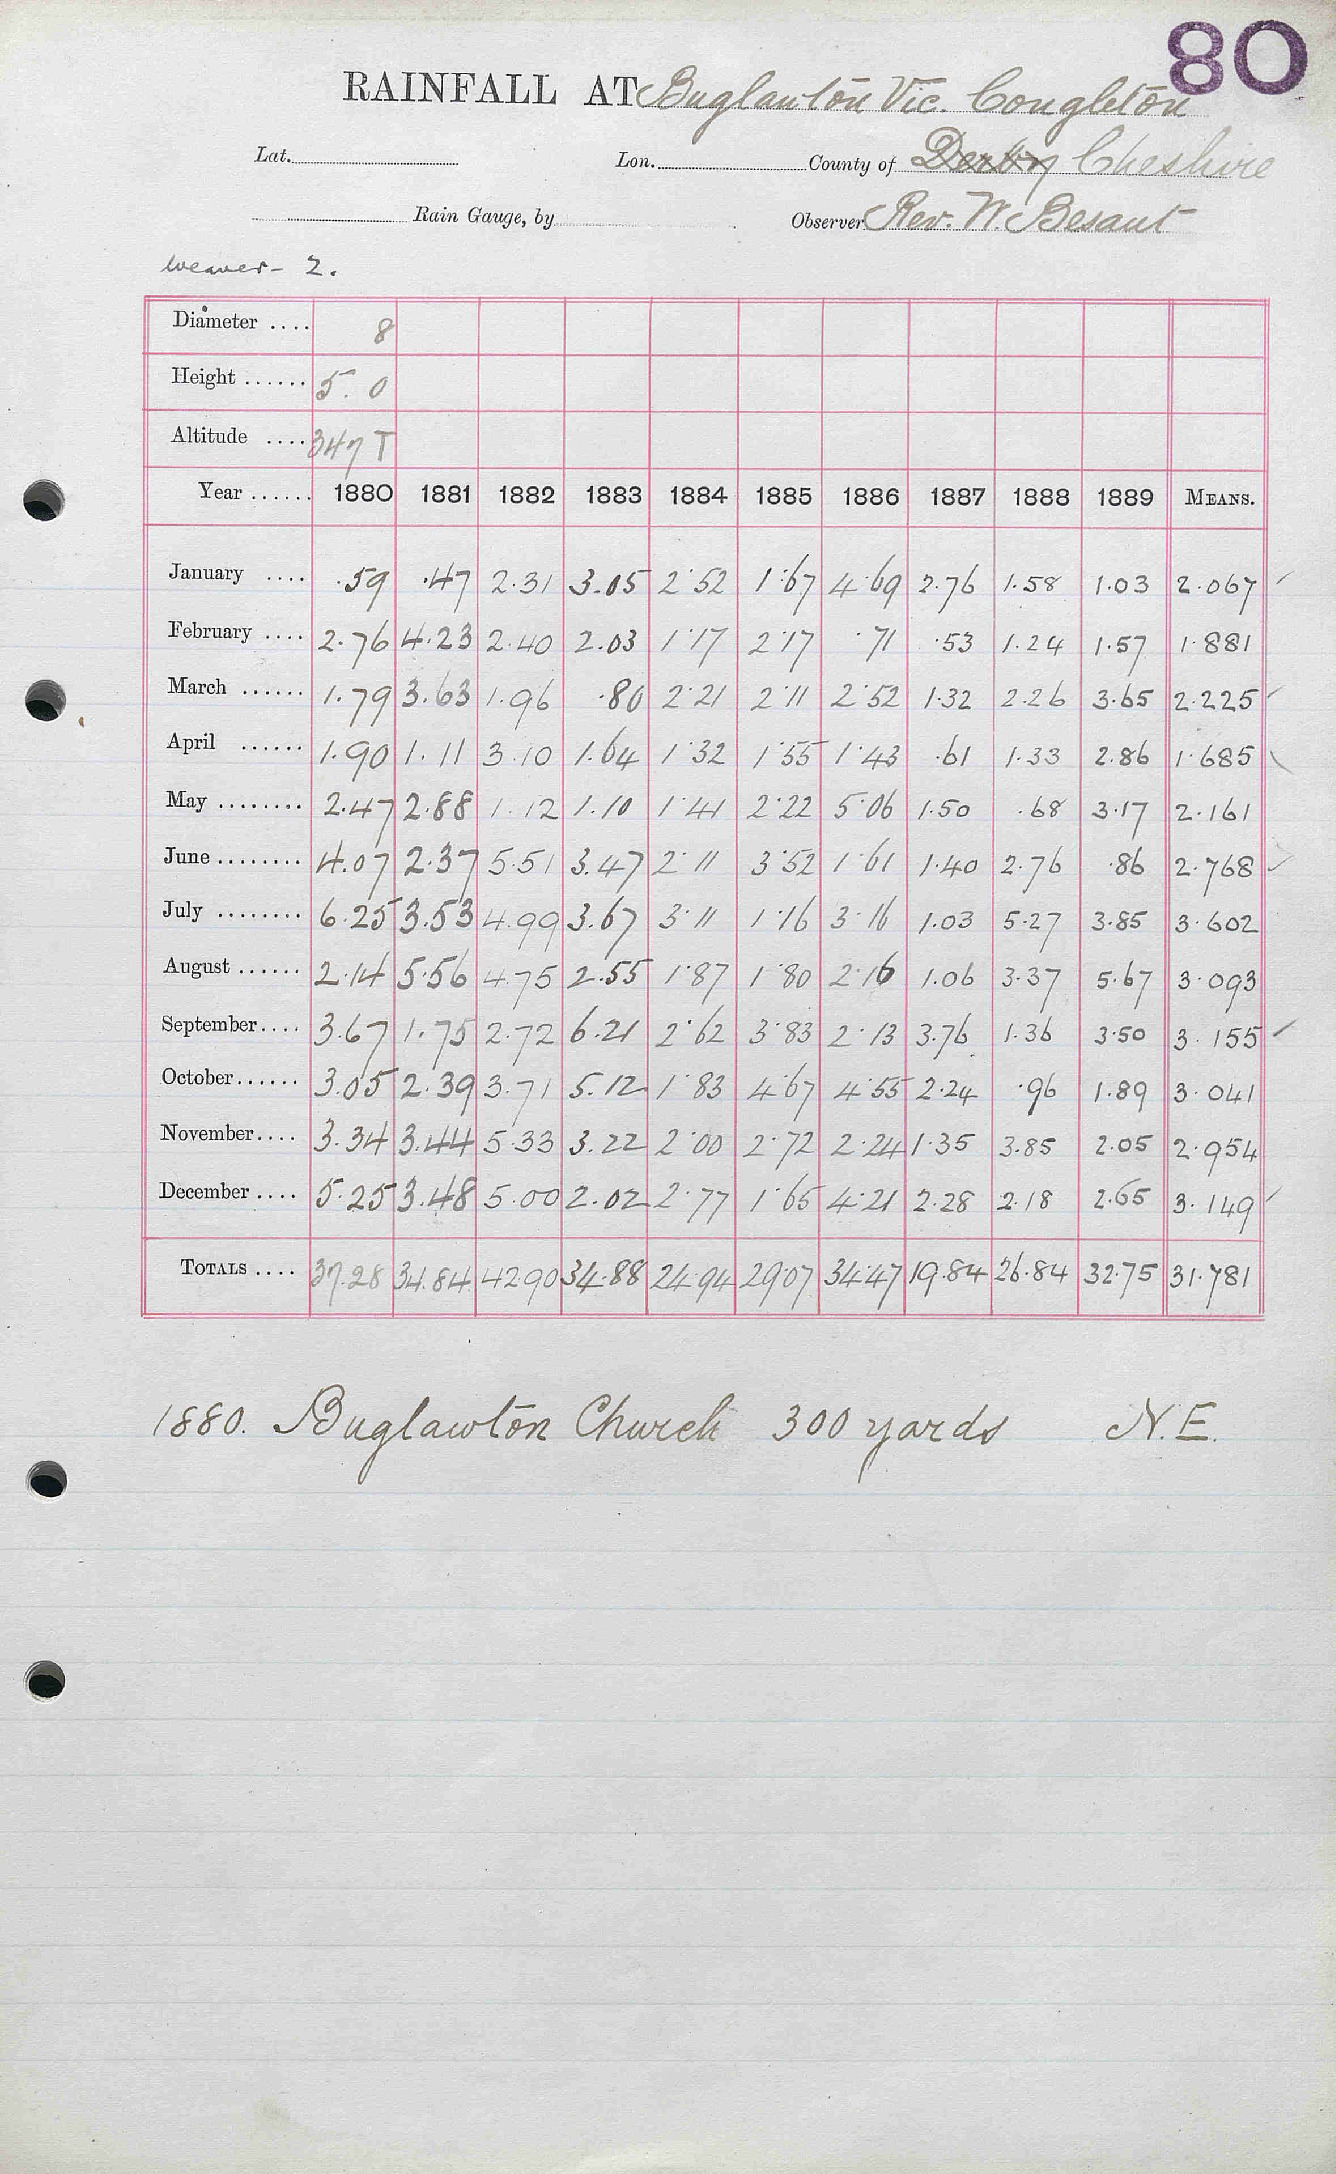 80
RAINFALL AT Buglawton Vic. Congleton
Lat. Lon. County of Derby Cheshire
Rain Gauge, by Observer Rev. W. Besant
Weaver - 2.
Diameter .... 8
Height ...... 5. 0
Altitude .... 347 T
Year ...... 1880 1881 1882 1883 1884 1885 1886 1887 1888 1889 MEANS.
January .... .59 .47 2.31 3.05 2.52 1.67 4.69 2.76 1.58 1.03 2.067
February .... 2.76 4.23 2.40 2.03 1.17 2.17 .71 .53 1.24 1.57 1.881
March ...... 1.79 3.63 1.96 .80 2.21 2.11 2.52 1.32 2.26 3.65 2.225
April ...... 1.90 1.11 3.10 1.64 1.32 1.55 1.43 .61 1.33 2.86 1.685
May ........ 2.47 2.88 1.12 1.10 1.41 2.22 5.06 1.50 .68 3.17 2.161
June ........ 4.07 2.37 5.51 3.47 2.11 3.52 1.61 1.40 2.76 .86 2.768
July ........ 6.25 3.53 4.99 3.67 3.11 1.16 3.16 1.03 5.27 3.85 3.602
August ...... 2.14 5.56 4.75 2.55 1.87 1.80 2.16 1.06 3.37 5.67 3.093
September.... 3.67 1.75 2.72 6.21 2.62 3.83 2.13 3.76 1.36 3.50 3.155
October...... 3.05 2.39 3.71 5.12 1.83 4.67 4.55 2.24 .96 1.89 3.041
November.... 3.34 3.44 5.33 3.22 2.00 2.72 2.24 1.35 3.85 2.05 2.954
December .... 5.25 3.48 5.00 2.02 2.77 1.65 4.21 2.28 2.18 2.65 3.149
TOTALS .... 37.28 34.84 42.90 34.88 24.94 29.07 34.47 19.84 26.84 32.75 31.781
1880. Buglawton Church 300 yards N.E.